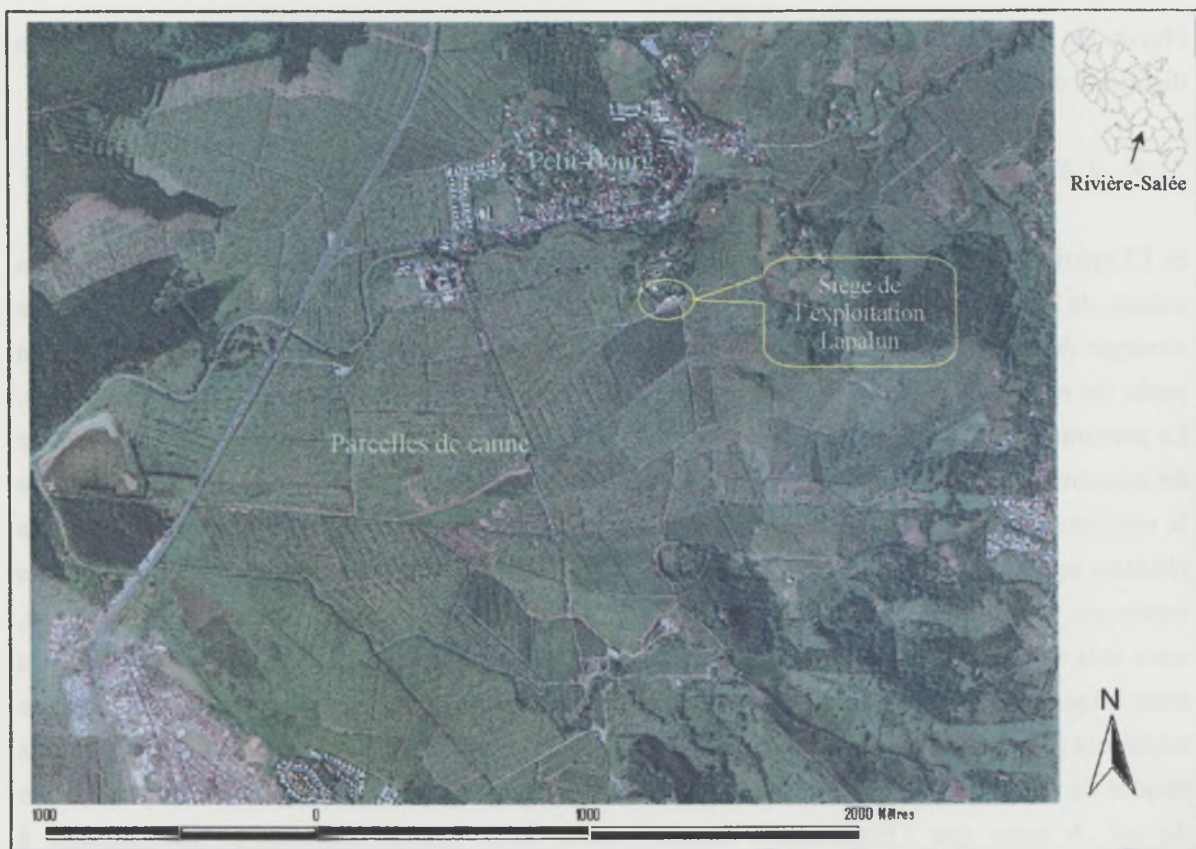 Petit-Bourg
Rivière-Salée
Siège de
l'exploitation
Lapalun
Parcelles de canne
N
1000 0 1000 2000 Mètres